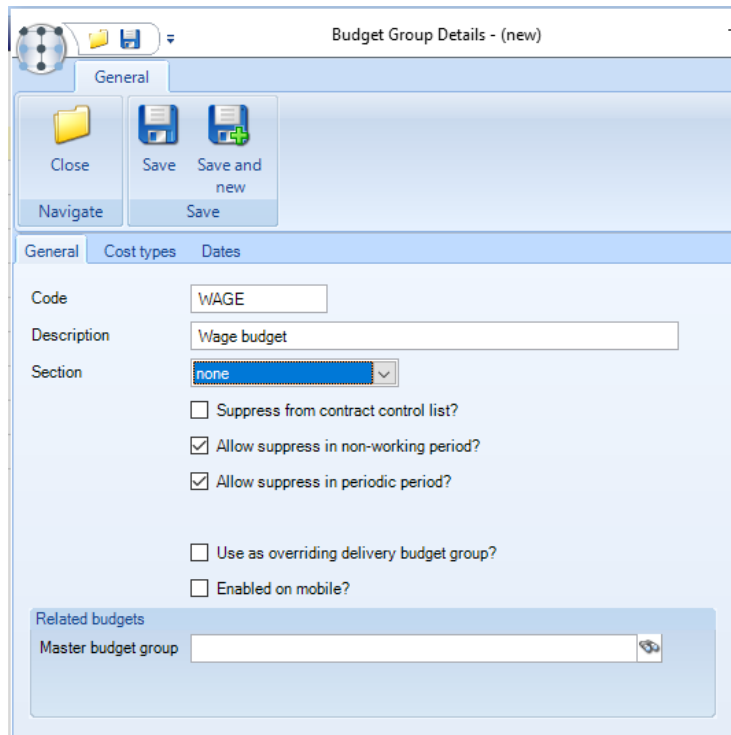 Budget Group Details - (new)
General
Close
Save
Save and
new
Navigate
Save
General Cost types Dates
Code WAGE
Description Wage budget
Section none
Suppress from contract control list?
Allow suppress in non-working period?
Allow suppress in periodic period?
Use as overriding delivery budget group?
Enabled on mobile?
Related budgets
Master budget group